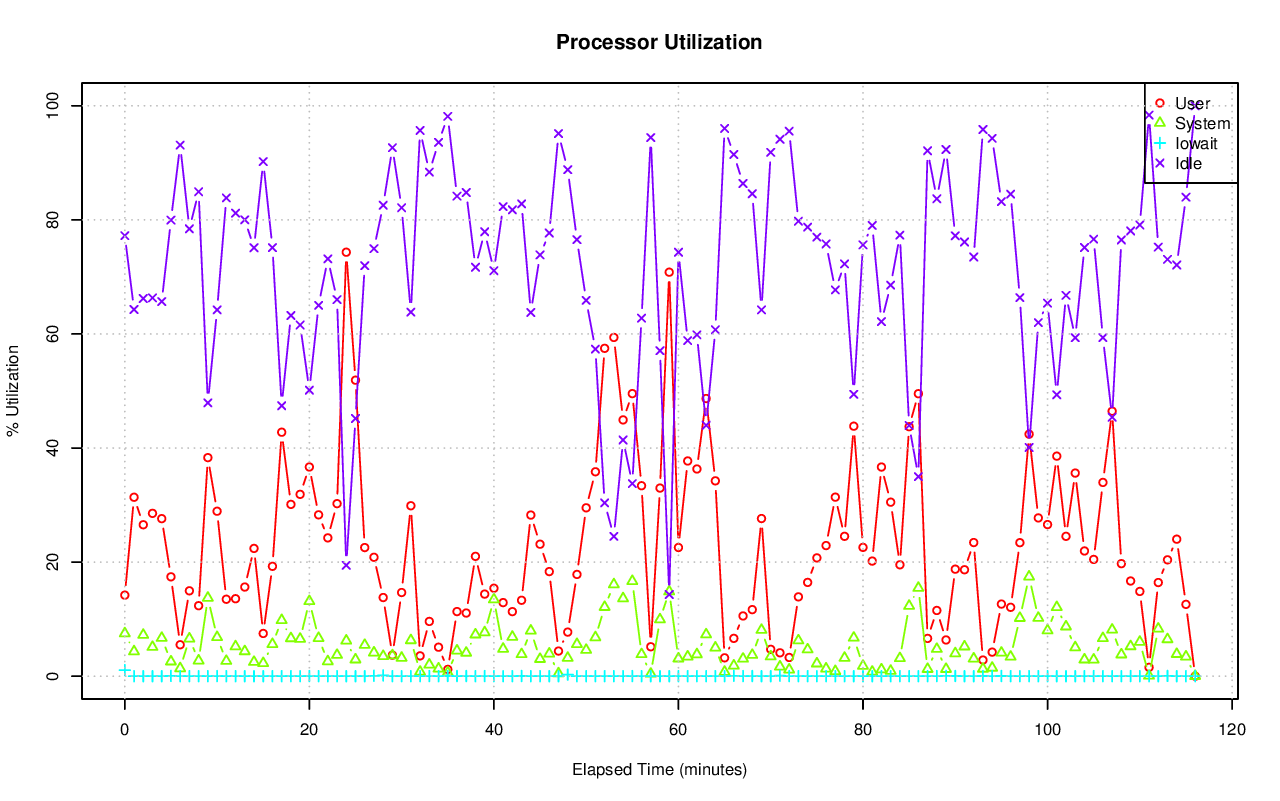 Processor Utilization
100
80
60
40
20
0
% Utilization
User
System
Iowait
Idle
0 20 40 60 80 100 120
Elapsed Time (minutes)